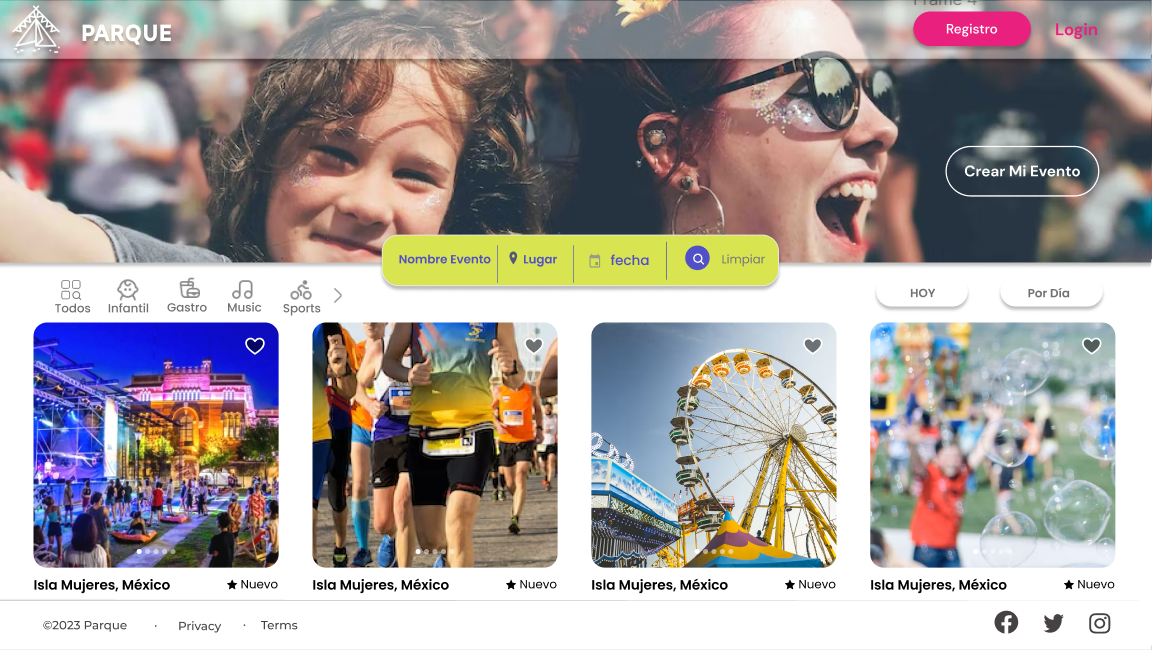 Frame 4
PARQUE
Registro
Login
Crear Mi Evento
Nombre Evento
Lugar
fecha
Limpiar
Todos
Infantil
Gastro
Music
Sports
HOY
Por Día
Isla Mujeres, México
Nuevo
Isla Mujeres, México
Nuevo
Isla Mujeres, México
Nuevo
Isla Mujeres, México
Nuevo
©2023 Parque
·
Privacy
·
Terms